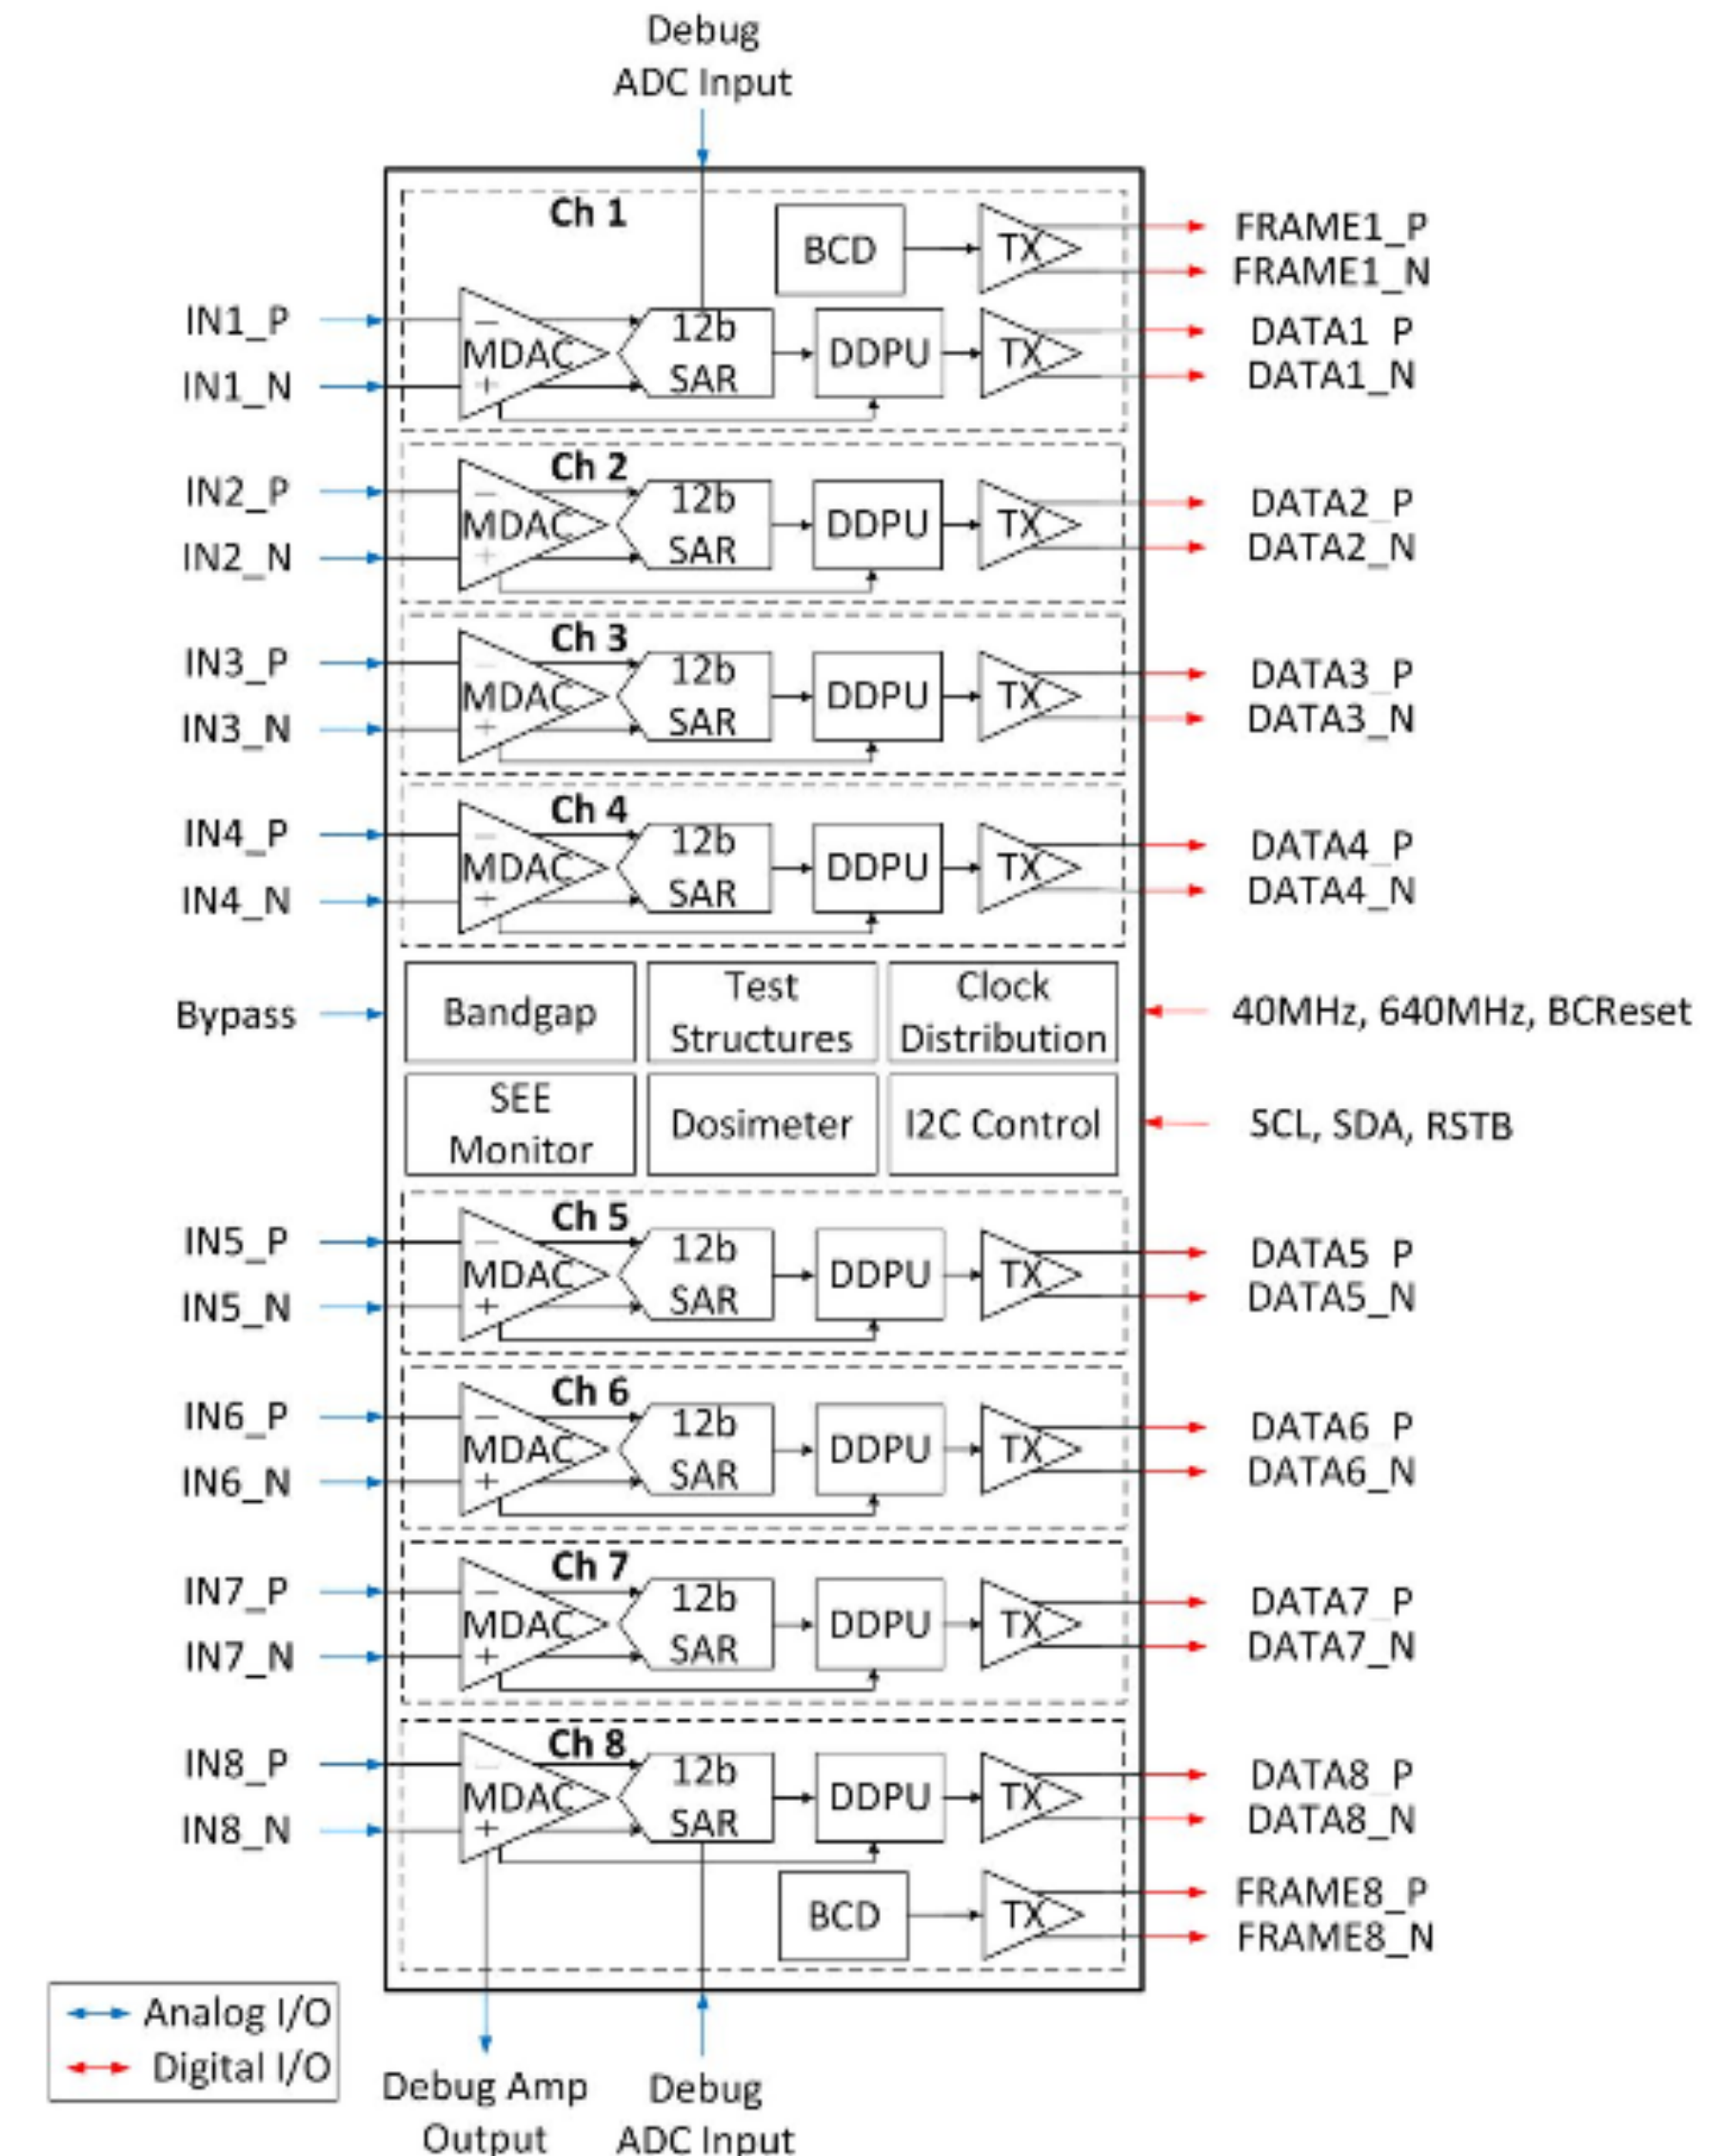 Debug
ADC Input
Ch 1
BCD
TX
FRAME1_P
FRAME1_N
IN1_P
IN1_N
−
MDAC
+
12b
SAR
DDPU
TX
DATA1_P
DATA1_N
Ch 2
IN2_P
IN2_N
−
MDAC
+
12b
SAR
DDPU
TX
DATA2_P
DATA2_N
Ch 3
IN3_P
IN3_N
−
MDAC
+
12b
SAR
DDPU
TX
DATA3_P
DATA3_N
Ch 4
IN4_P
IN4_N
−
MDAC
+
12b
SAR
DDPU
TX
DATA4_P
DATA4_N
Bypass
Bandgap
Test
Structures
Clock
Distribution
40MHz, 640MHz, BCReset
SEE
Monitor
Dosimeter
I2C Control
SCL, SDA, RSTB
Ch 5
IN5_P
IN5_N
−
MDAC
+
12b
SAR
DDPU
TX
DATA5_P
DATA5_N
Ch 6
IN6_P
IN6_N
−
MDAC
+
12b
SAR
DDPU
TX
DATA6_P
DATA6_N
Ch 7
IN7_P
IN7_N
−
MDAC
+
12b
SAR
DDPU
TX
DATA7_P
DATA7_N
Ch 8
IN8_P
IN8_N
−
MDAC
+
12b
SAR
DDPU
TX
DATA8_P
DATA8_N
BCD
TX
FRAME8_P
FRAME8_N
Analog I/O
Digital I/O
Debug Amp
Output
Debug
ADC Input